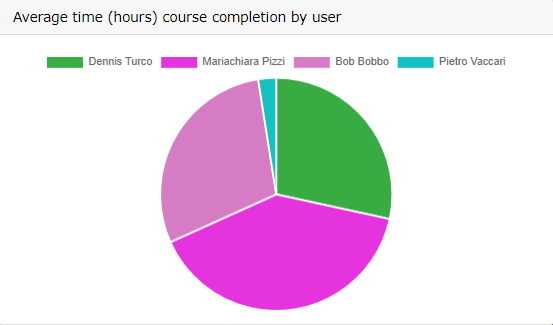 Average time (hours) course completion by user
Dennis Turco Mariachiara Pizzi Bob Bobbo Pietro Vaccari